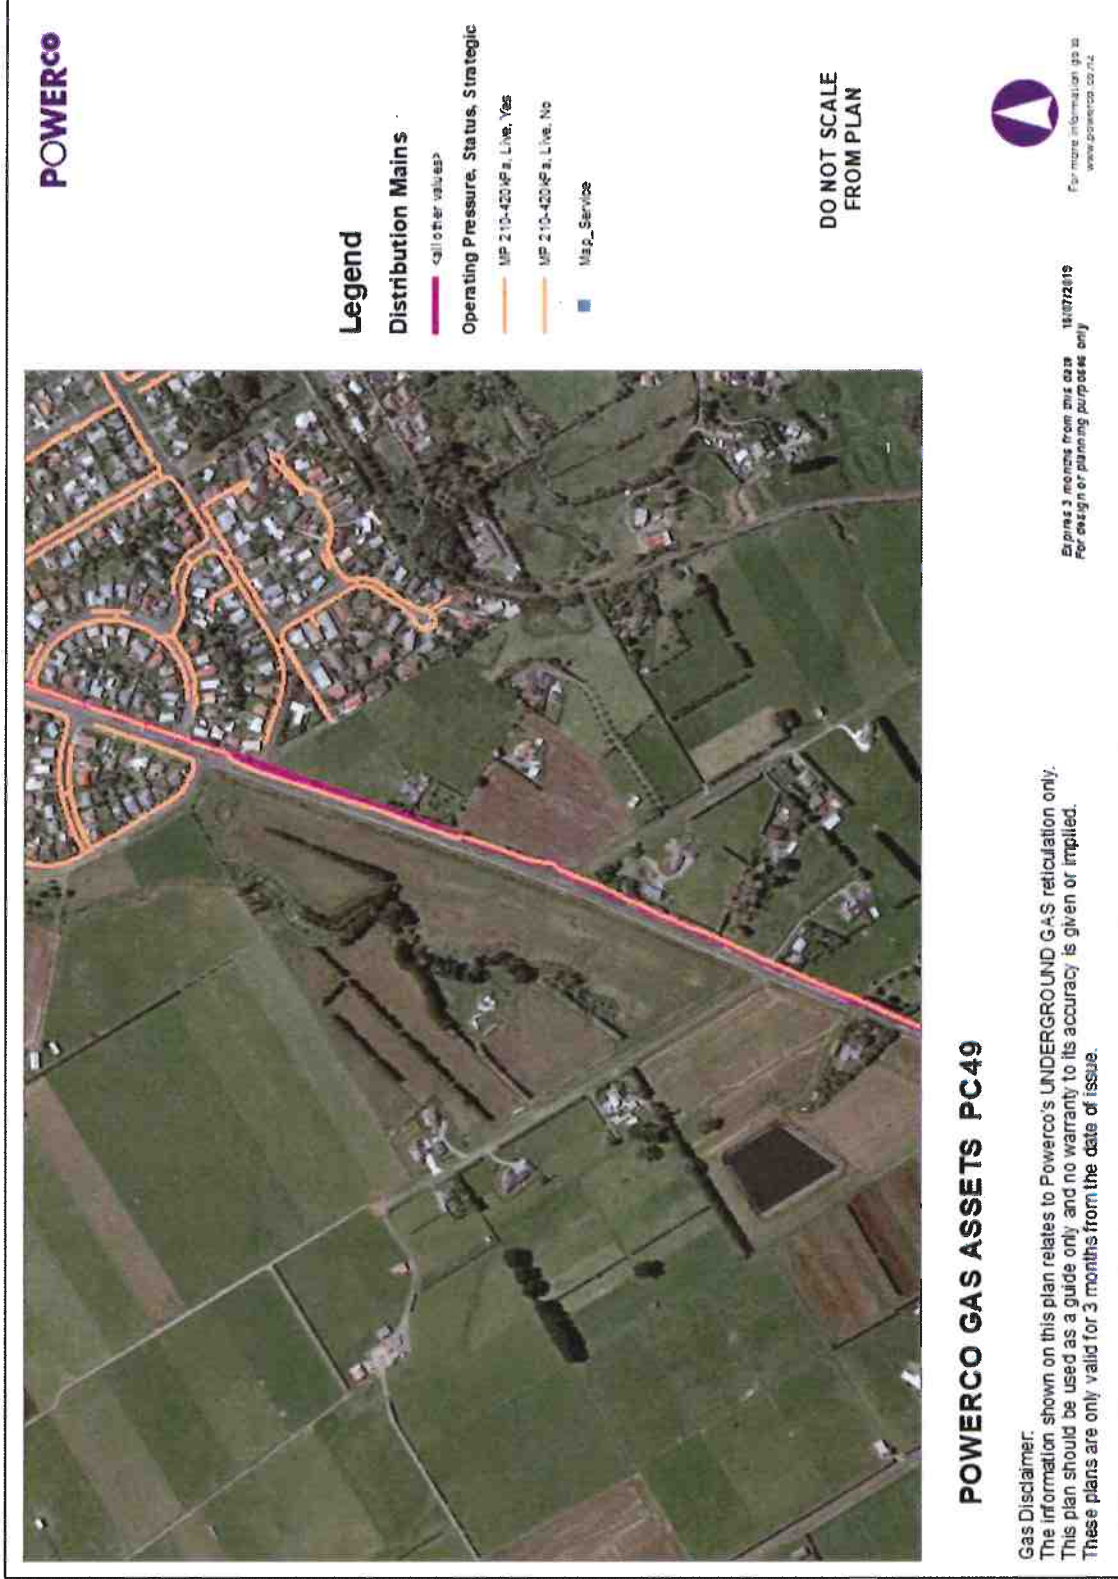 POWERCO
Legend
Distribution Mains
<all other values>
Operating Pressure, Status, Strategic
MP 210-420kPa, Live, Yes
MP 210-420kPa, Live, No
Map_Service
DO NOT SCALE
FROM PLAN
POWERCO GAS ASSETS PC49
Gas Disclaimer:
The information shown on this plan relates to Powerco's UNDERGROUND GAS reticulation only.
This plan should be used as a guide only and no warranty to its accuracy is given or implied.
These plans are only valid for 3 months from the date of issue.
Expires 3 months from this date
For design or planning purposes only
For more information go to
www.powerco.co.nz